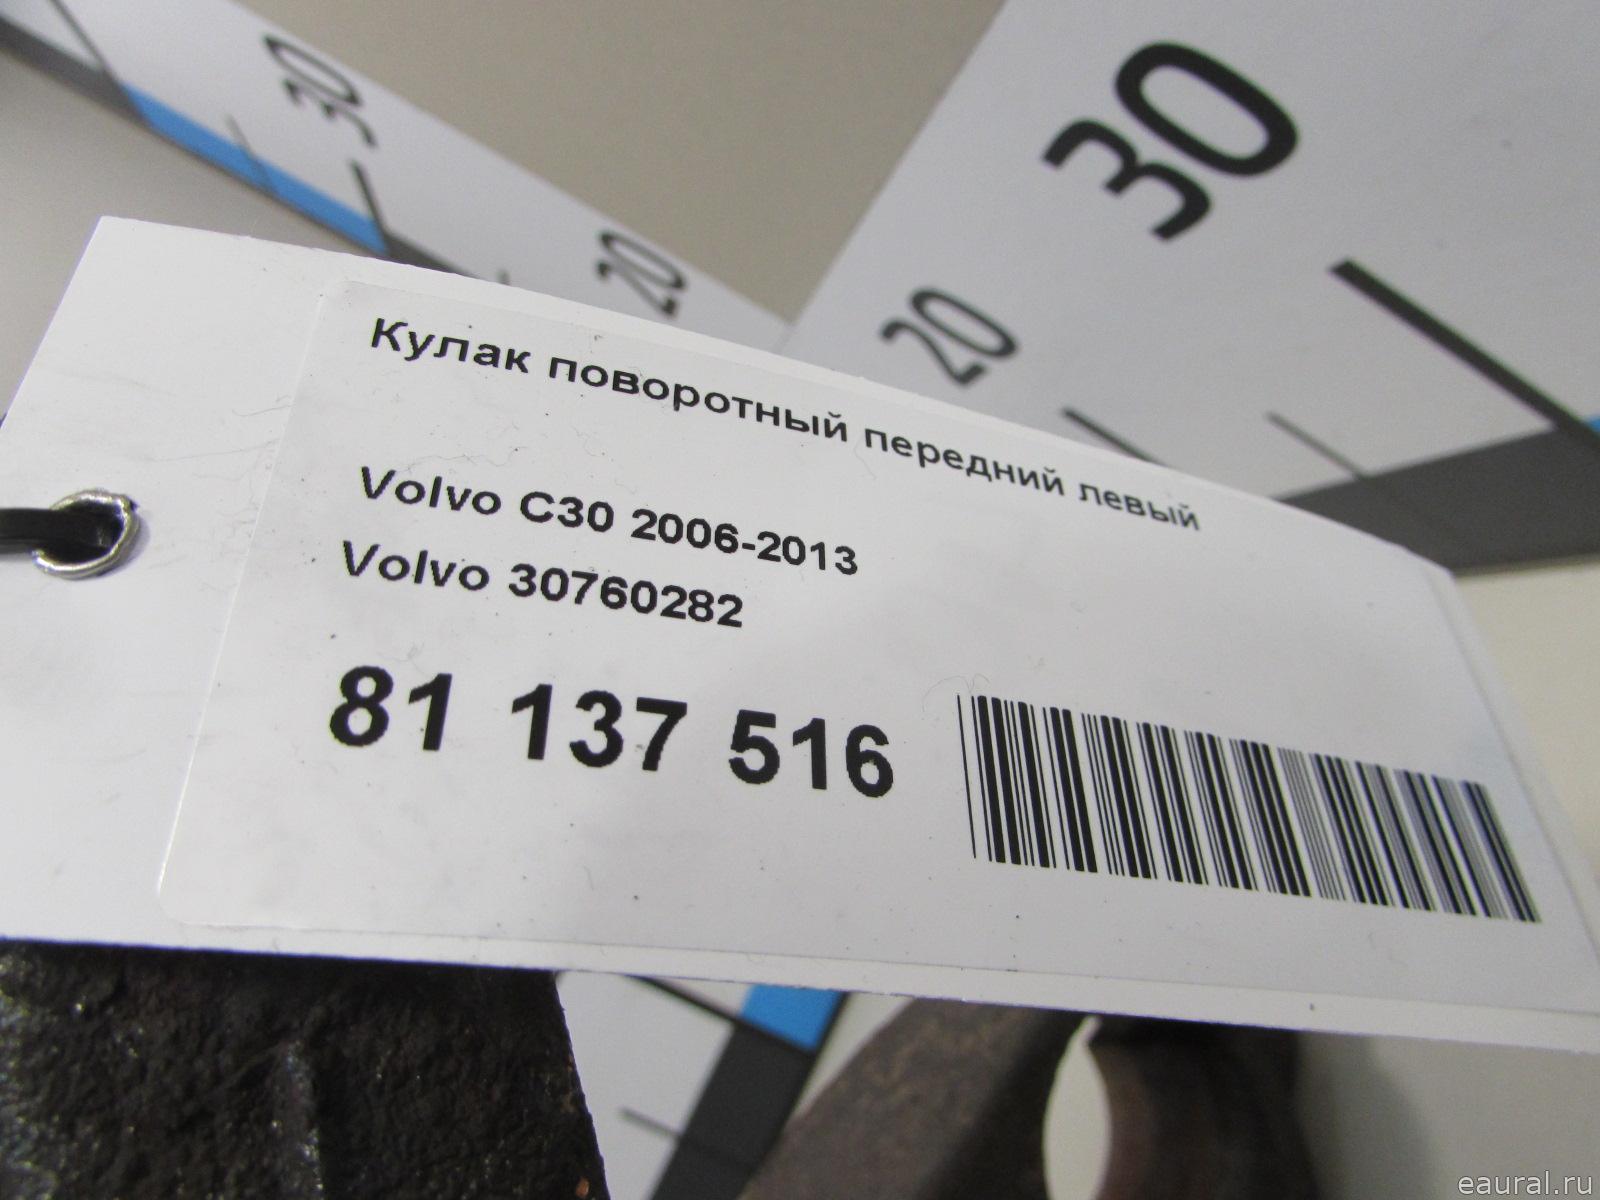 30
20
30
20
Кулак поворотный передний левый
Volvo C30 2006-2013
Volvo 30760282
81 137 516
eaural.ru